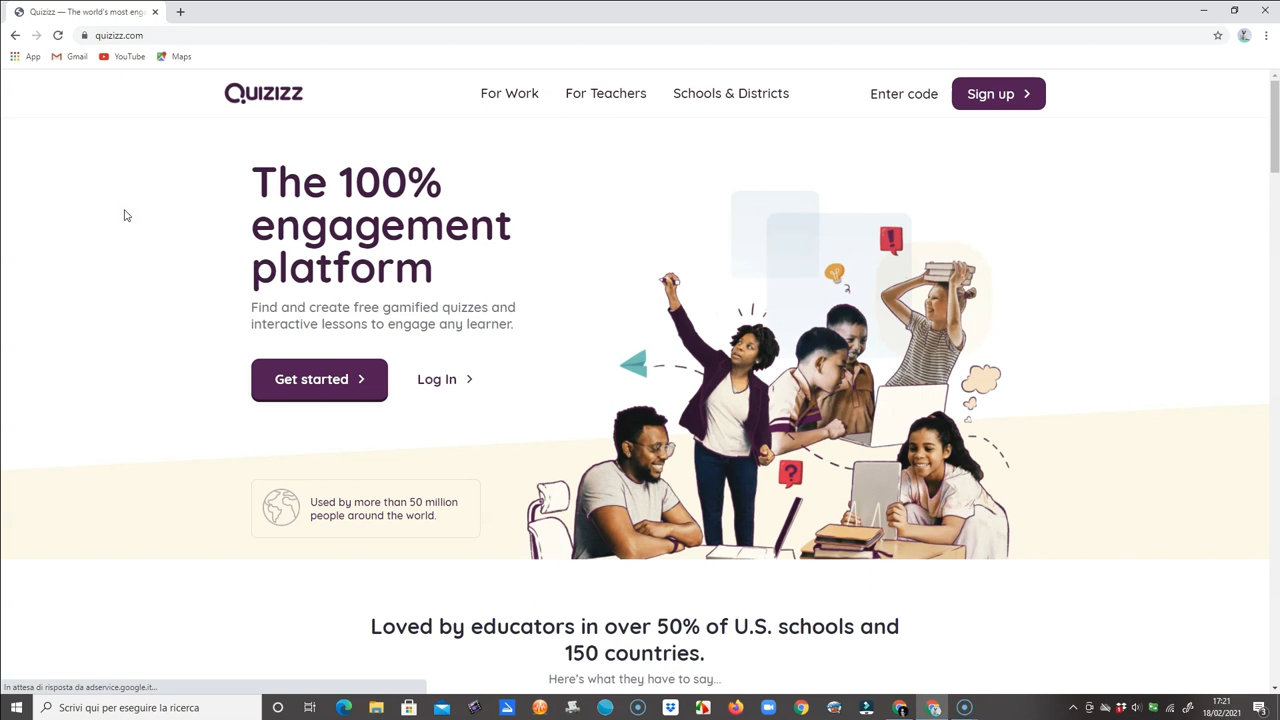 Quizizz — The world's most eng
quizizz.com
App Gmail YouTube Maps
QUIZIZZ For Work For Teachers Schools & Districts Enter code Sign up
The 100%
engagement
platform
Find and create free gamified quizzes and
interactive lessons to engage any learner.
Get started Log In
Used by more than 50 million
people around the world.
Loved by educators in over 50% of U.S. schools and
150 countries.
Here's what they have to say...
In attesa di risposta da adservice.google.it...
Scrivi qui per eseguire la ricerca
17:21
18/02/2021